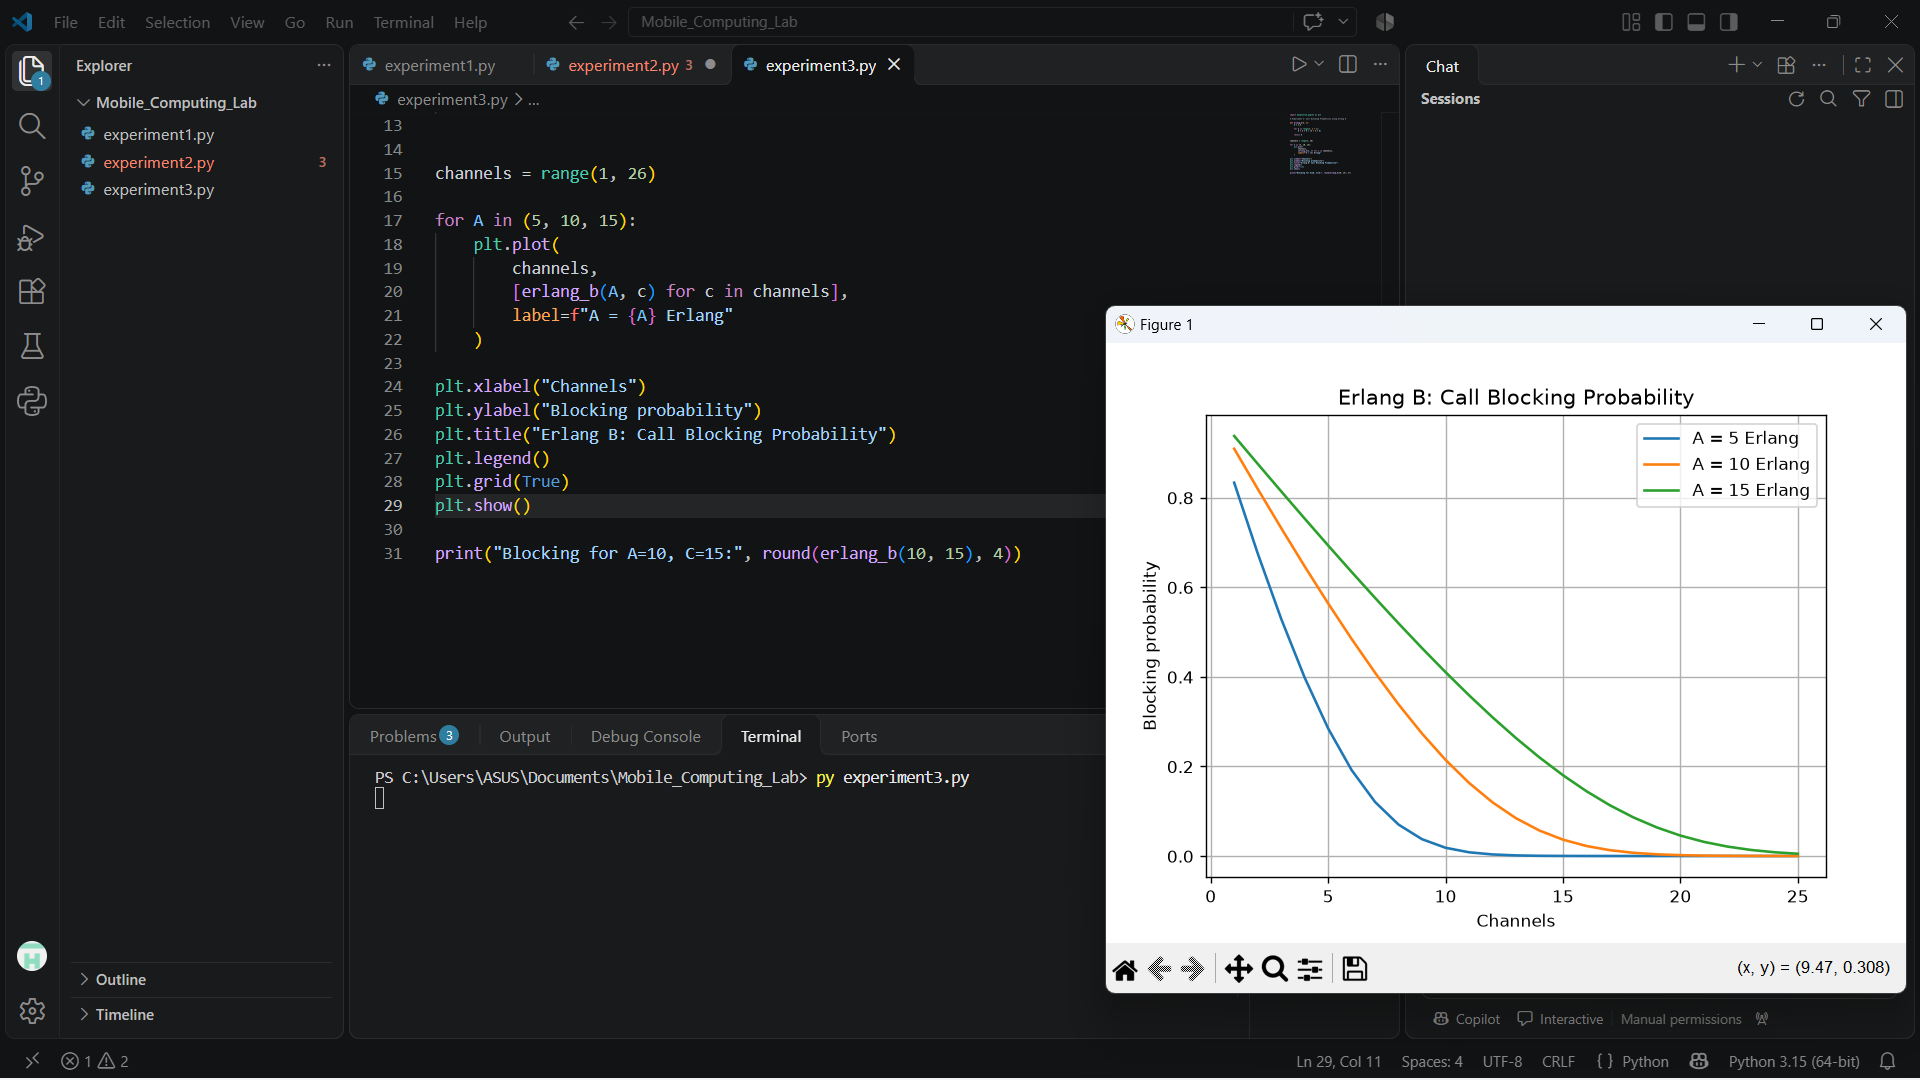 File Edit Selection View Go Run Terminal Help
Mobile_Computing_Lab
Explorer
Mobile_Computing_Lab
experiment1.py
experiment2.py 3
experiment3.py
Outline
Timeline
1
experiment1.py
experiment2.py 3
experiment3.py
experiment3.py > ...
13
14
15 channels = range(1, 26)
16
17 for A in (5, 10, 15):
18 plt.plot(
19 channels,
20 [erlang_b(A, c) for c in channels],
21 label=f"A = {A} Erlang"
22 )
23
24 plt.xlabel("Channels")
25 plt.ylabel("Blocking probability")
26 plt.title("Erlang B: Call Blocking Probability")
27 plt.legend()
28 plt.grid(True)
29 plt.show()
30
31 print("Blocking for A=10, C=15:", round(erlang_b(10, 15), 4))
Problems 3 Output Debug Console Terminal Ports
PS C:\Users\ASUS\Documents\Mobile_Computing_Lab> py experiment3.py
Chat
Sessions
Figure 1
Erlang B: Call Blocking Probability
A = 5 Erlang
A = 10 Erlang
A = 15 Erlang
Blocking probability
0.8
0.6
0.4
0.2
0.0
0 5 10 15 20 25
Channels
(x, y) = (9.47, 0.308)
Copilot Interactive Manual permissions
1 2
Ln 29, Col 11 Spaces: 4 UTF-8 CRLF { } Python Python 3.15 (64-bit)